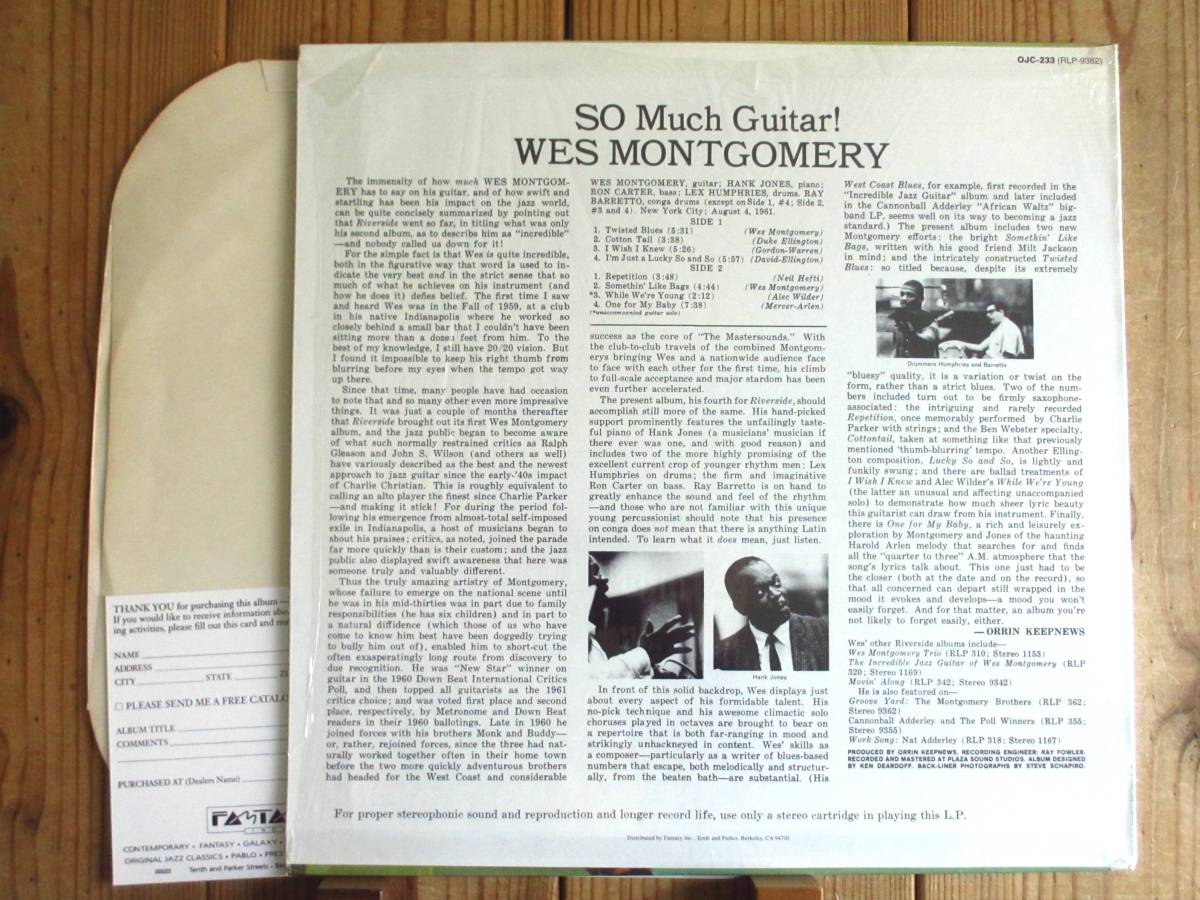 OJC-233 (RLP-9362)
SO Much Guitar!
WES MONTGOMERY
The immensity of how much WES MONTGOM-
ERY has to say on his guitar, and of how swift and
startling has been his impact on the jazz world,
can be quite concisely summarized by pointing out
that Riverside went so far, in titling what was only
his second album, as to describe him as "incredible"
—and nobody called us down for it!
For the simple fact is that Wes is quite incredible,
both in the figurative way that word is used to in-
dicate the very best and in the strict sense that so
much of what he achieves on his instrument (and
how he does it) defies belief. The first time I saw
and heard Wes was in the Fall of 1959, at a club
in his native Indianapolis where he worked so
closely behind a small bar that I couldn't have been
sitting more than a dozen feet from him. To the
best of my knowledge, I still have 20/20 vision. But
I found it impossible to keep his right thumb from
blurring before my eyes when the tempo got way
up there.
Since that time, many people have had occasion
to note that and so many other even more impressive
things. It was just a couple of months thereafter
that Riverside brought out its first Wes Montgomery
album, and the jazz public began to become aware
of what such normally restrained critics as Ralph
Gleason and John S. Wilson (and others as well)
have variously described as the best and the newest
approach to jazz guitar since the early-'40s impact
of Charlie Christian. This is roughly equivalent to
calling an alto player the finest since Charlie Parker
—and making it stick! For during the period fol-
lowing his emergence from almost-total self-imposed
exile in Indianapolis, a host of musicians began to
shout his praises; critics, as noted, joined the parade
far more quickly than is their custom; and the jazz
public also displayed swift awareness that here was
someone truly and valuably different.
Thus the truly amazing artistry of Montgomery,
whose failure to emerge on the national scene until
he was in his mid-thirties was in part due to family
responsibilities (he has six children) and in part to
a natural diffidence (which those of us who have
come to know him best have been doggedly trying
to bully him out of), enabled him to short-cut the
often exasperatingly long route from discovery to
due recognition. He was "New Star" winner on
guitar in the 1960 Down Beat International Critics
Poll, and then topped all guitarists as the 1961
critics choice; and was voted first place and second
place, respectively, by Metronome and Down Beat
readers in their 1960 ballotings. Late in 1960 he
joined forces with his brothers Monk and Buddy—
or, rather, rejoined forces, since the three had nat-
urally worked together often in their home town
before the two more quickly adventurous brothers
had headed for the West Coast and considerable
WES MONTGOMERY, guitar; HANK JONES, piano;
RON CARTER, bass; LEX HUMPHRIES, drums. RAY
BARRETTO, conga drums (except on Side 1, #4; Side 2,
#3 and 4). New York City; August 4, 1961.
SIDE 1
1. Twisted Blues (5:31) (Wes Montgomery)
2. Cotton Tail (3:38) (Duke Ellington)
3. I Wish I Knew (5:26) (Gordon-Warren)
4. I'm Just a Lucky So and So (5:57) (David-Ellington)
SIDE 2
1. Repetition (3:48) (Neil Hefti)
2. Somethin' Like Bags (4:44) (Wes Montgomery)
*3. While We're Young (2:12) (Alec Wilder)
4. One for My Baby (7:38) (Mercer-Arlen)
(*unaccompanied guitar solo)
success as the core of "The Mastersounds." With
the club-to-club travels of the combined Montgom-
erys bringing Wes and a nationwide audience face
to face with each other for the first time, his climb
to full-scale acceptance and major stardom has been
even further accelerated.
The present album, his fourth for Riverside, should
accomplish still more of the same. His hand-picked
support prominently features the unfailingly taste-
ful piano of Hank Jones (a musicians' musician if
there ever was one, and with good reason) and
includes two of the more highly promising of the
excellent current crop of younger rhythm men: Lex
Humphries on drums; the firm and imaginative
Ron Carter on bass. Ray Barretto is on hand to
greatly enhance the sound and feel of the rhythm
—and those who are not familiar with this unique
young percussionist should note that his presence
on conga does not mean that there is anything Latin
intended. To learn what it does mean, just listen.
Hank Jones
In front of this solid backdrop, Wes displays just
about every aspect of his formidable talent. His
no-pick technique and his awesome climactic solo
choruses played in octaves are brought to bear on
a repertoire that is both far-ranging in mood and
strikingly unhackneyed in content. Wes' skills as
a composer—particularly as a writer of blues-based
numbers that escape, both melodically and structur-
ally, from the beaten bath—are substantial. (His
West Coast Blues, for example, first recorded in the
"Incredible Jazz Guitar" album and later included
in the Cannonball Adderley "African Waltz" big-
band LP, seems well on its way to becoming a jazz
standard.) The present album includes two new
Montgomery efforts: the bright Somethin' Like
Bags, written with his good friend Milt Jackson
in mind; and the intricately constructed Twisted
Blues: so titled because, despite its extremely
Drummers Humphries and Barretto
"bluesy" quality, it is a variation or twist on the
form, rather than a strict blues. Two of the num-
bers included turn out to be firmly saxophone-
associated: the intriguing and rarely recorded
Repetition, once memorably performed by Charlie
Parker with strings; and the Ben Webster specialty,
Cottontail, taken at something like that previously
mentioned 'thumb-blurring' tempo. Another Elling-
ton composition, Lucky So and So, is lightly and
funkily swung; and there are ballad treatments of
I Wish I Knew and Alec Wilder's While We're Young
(the latter an unusual and affecting unaccompanied
solo) to demonstrate how much sheer lyric beauty
this guitarist can draw from his instrument. Finally,
there is One for My Baby, a rich and leisurely ex-
ploration by Montgomery and Jones of the haunting
Harold Arlen melody that searches for and finds
all the "quarter to three" A.M. atmosphere that the
song's lyrics talk about. This one just had to be
the closer (both at the date and on the record), so
that all concerned can depart still wrapped in the
mood it evokes and develops—a mood you won't
easily forget. And for that matter, an album you're
not likely to forget easily, either.
—ORRIN KEEPNEWS
Wes' other Riverside albums include—
Wes Montgomery Trio (RLP 310; Stereo 1153)
The Incredible Jazz Guitar of Wes Montgomery (RLP
320; Stereo 1169)
Movin' Along (RLP 342; Stereo 9342)
He is also featured on—
Groove Yard: The Montgomery Brothers (RLP 362;
Stereo 9362)
Cannonball Adderley and The Poll Winners (RLP 355;
Stereo 9355)
Work Song: Nat Adderley (RLP 318; Stereo 1167)
PRODUCED BY ORRIN KEEPNEWS. RECORDING ENGINEER: RAY FOWLER.
RECORDED AND MASTERED AT PLAZA SOUND STUDIOS. ALBUM DESIGNED
BY KEN DEARDOFF. BACK-LINER PHOTOGRAPHS BY STEVE SCHAPIRO.
For proper stereophonic sound and reproduction and longer record life, use only a stereo cartridge in playing this L.P.
Distributed by Fantasy Inc., Tenth and Parker, Berkeley, CA 94710
THANK YOU for purchasing this album —
If you would like to receive information
ing activities, please fill out this card and
NAME
ADDRESS
CITY STATE
□ PLEASE SEND ME A FREE
ALBUM TITLE
COMMENTS
PURCHASED AT (Dealers Name)
CONTEMPORARY • FANTASY • GALAXY •
ORIGINAL JAZZ CLASSICS • PABLO •
Tenth and Parker Streets •